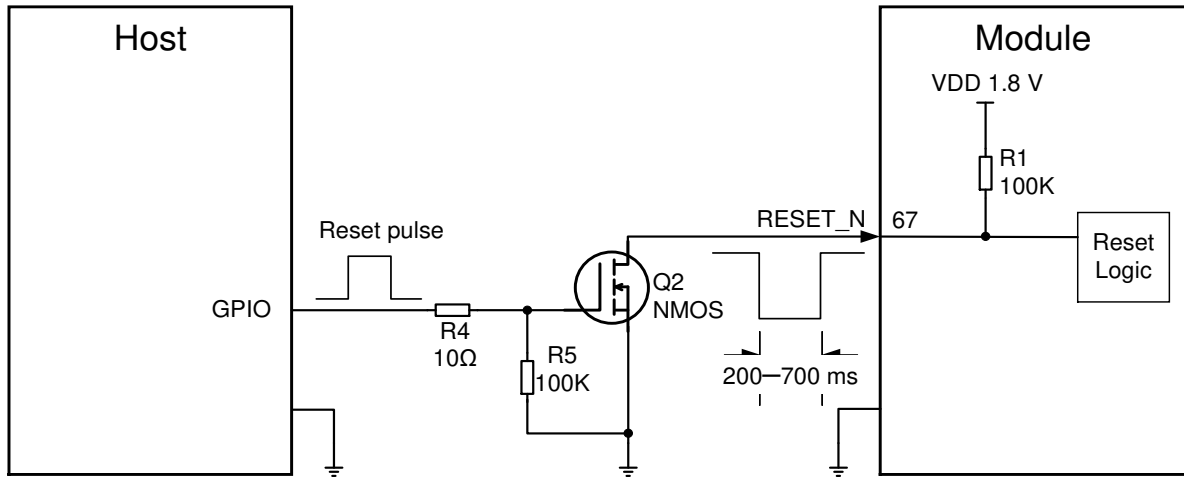 Host
Module
VDD 1.8 V
R1
100K
RESET_N
67
Reset pulse
Reset
Logic
Q2
NMOS
GPIO
R4
10Ω
R5
100K
200—700 ms